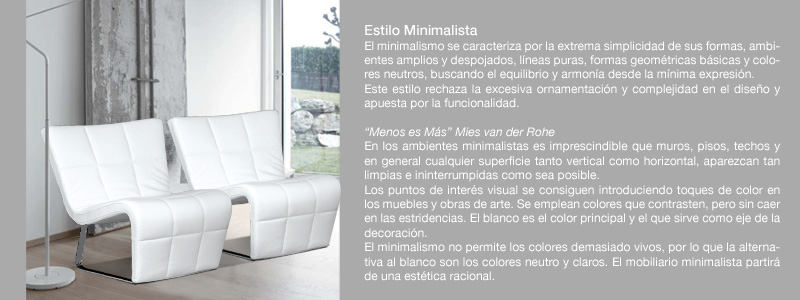 Estilo Minimalista
El minimalismo se caracteriza por la extrema simplicidad de sus formas, ambi-
entes amplios y despojados, líneas puras, formas geométricas básicas y colo-
res neutros, buscando el equilibrio y armonía desde la mínima expresión.
Este estilo rechaza la excesiva ornamentación y complejidad en el diseño y
apuesta por la funcionalidad.
“Menos es Más” Mies van der Rohe
En los ambientes minimalistas es imprescindible que muros, pisos, techos y
en general cualquier superficie tanto vertical como horizontal, aparezcan tan
limpias e ininterrumpidas como sea posible.
Los puntos de interés visual se consiguen introduciendo toques de color en
los muebles y obras de arte. Se emplean colores que contrasten, pero sin caer
en las estridencias. El blanco es el color principal y el que sirve como eje de la
decoración.
El minimalismo no permite los colores demasiado vivos, por lo que la alterna-
tiva al blanco son los colores neutro y claros. El mobiliario minimalista partirá
de una estética racional.